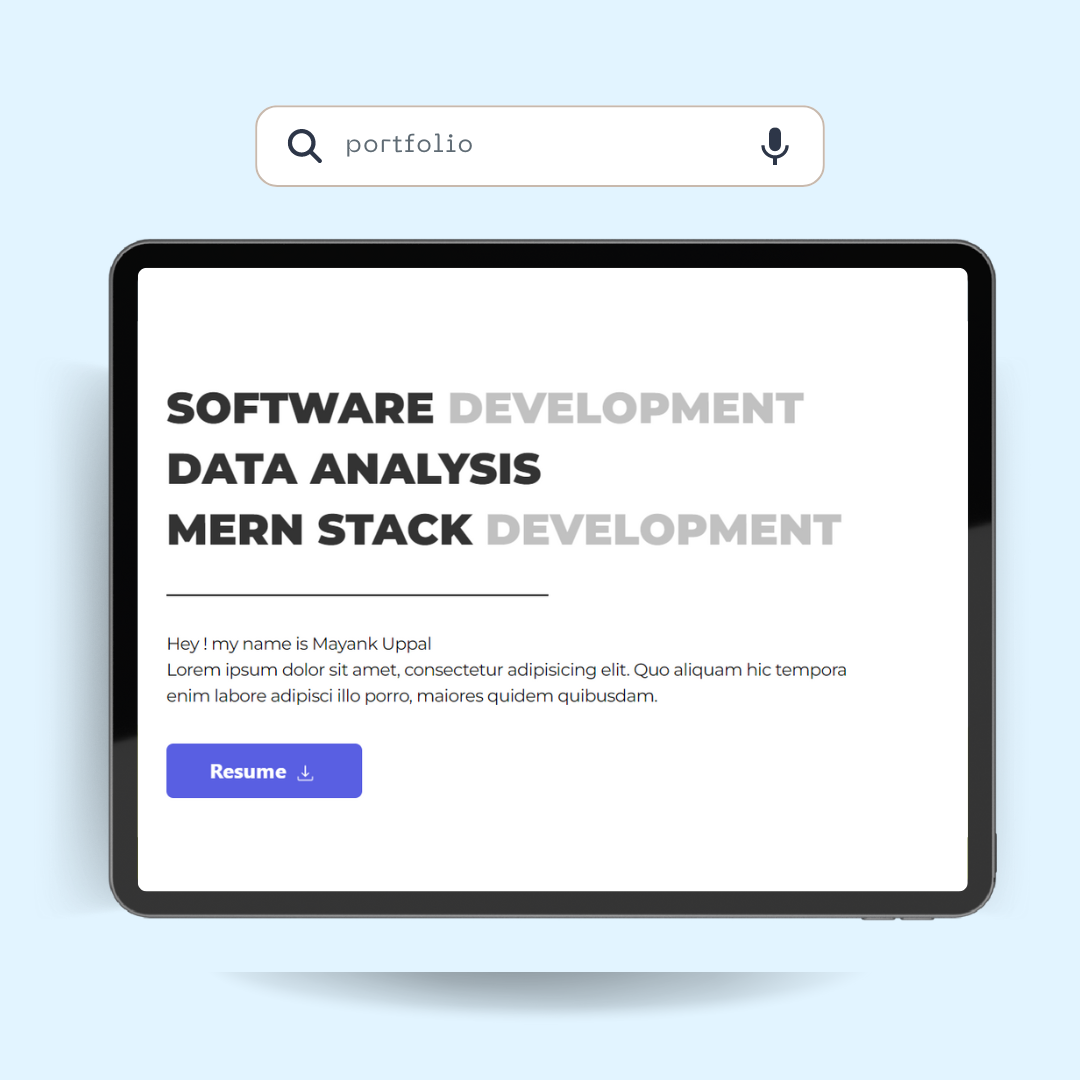 portfolio
SOFTWARE DEVELOPMENT
DATA ANALYSIS
MERN STACK DEVELOPMENT
Hey ! my name is Mayank Uppal
Lorem ipsum dolor sit amet, consectetur adipisicing elit. Quo aliquam hic tempora
enim labore adipisci illo porro, maiores quidem quibusdam.
Resume